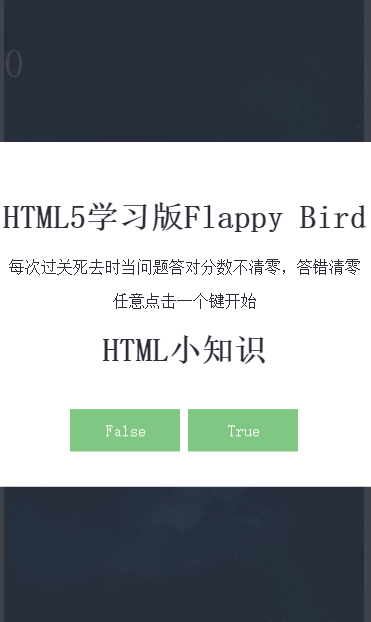 0
HTML5学习版Flappy Bird
每次过关死去时当问题答对分数不清零，答错清零
任意点击一个键开始
HTML小知识
False True